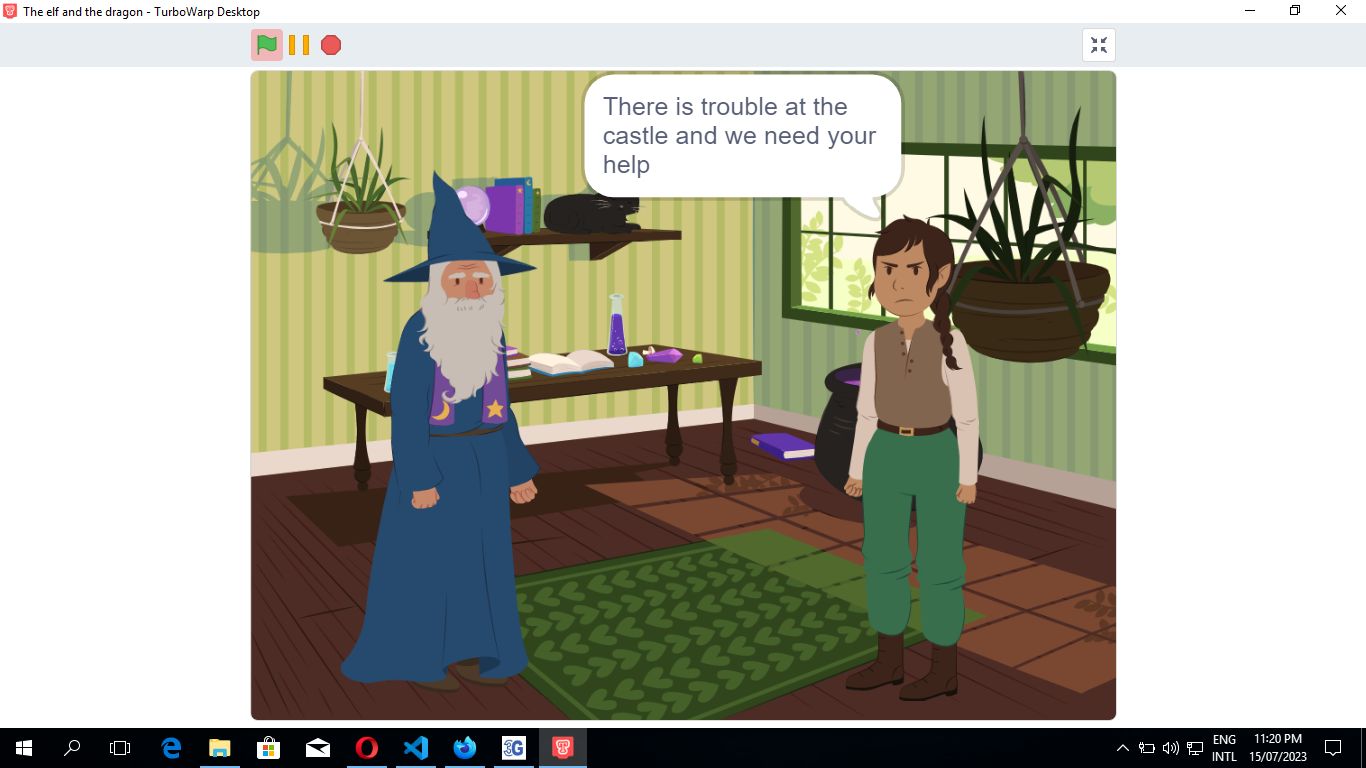 The elf and the dragon - TurboWarp Desktop
There is trouble at the
castle and we need your
help
3G
ENG
INTL
11:20 PM
15/07/2023